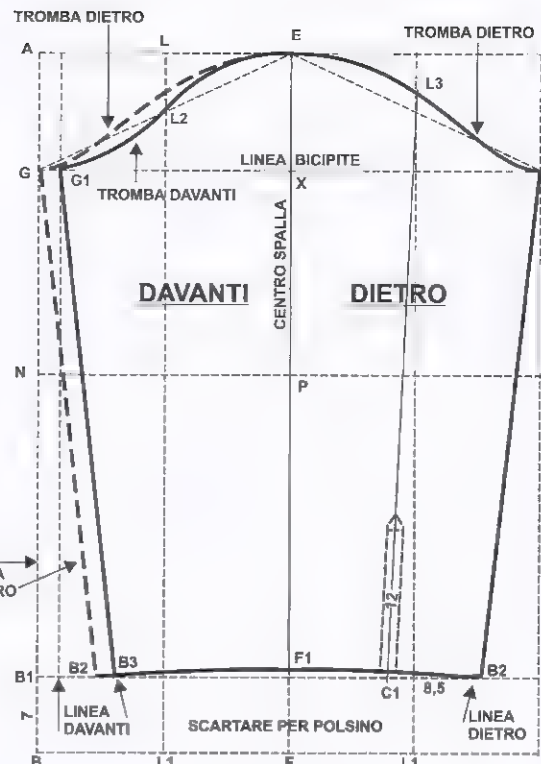 TROMBA DIETRO
A
L
E
TROMBA DIETRO
L3
L2
G
G1
LINEA BICIPITE
X
TROMBA DAVANTI
CENTRO SPALLA
DAVANTI
DIETRO
N
P
12
B2
B3
F1
B2
B1
C1
8,5
LINEA
DAVANTI
LINEA
DIETRO
7
SCARTARE PER POLSINO
B
L1
F
L1